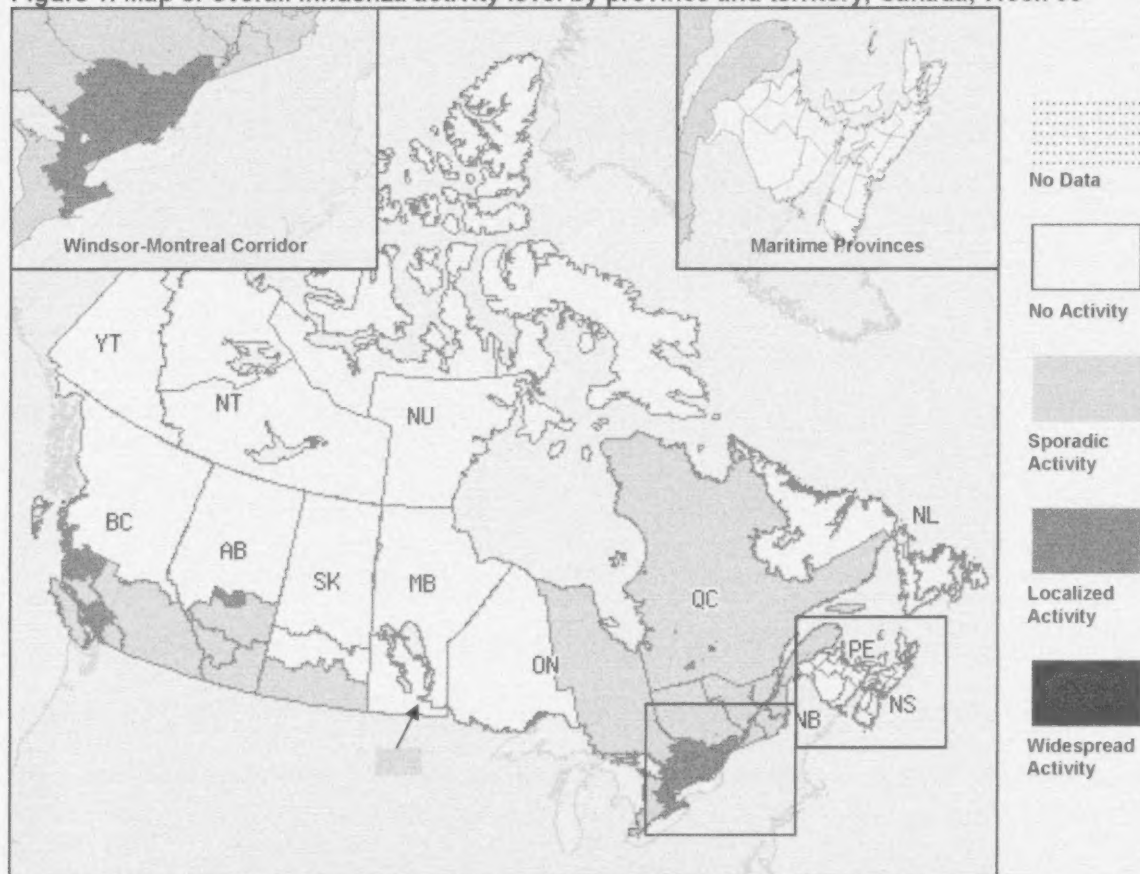 Windsor-Montreal Corridor
Maritime Provinces
No Data
No Activity
Sporadic
Activity
Localized
Activity
Widespread
Activity
YT
NT
NU
BC
AB
SK
MB
ON
QC
NL
PE
NB
NS